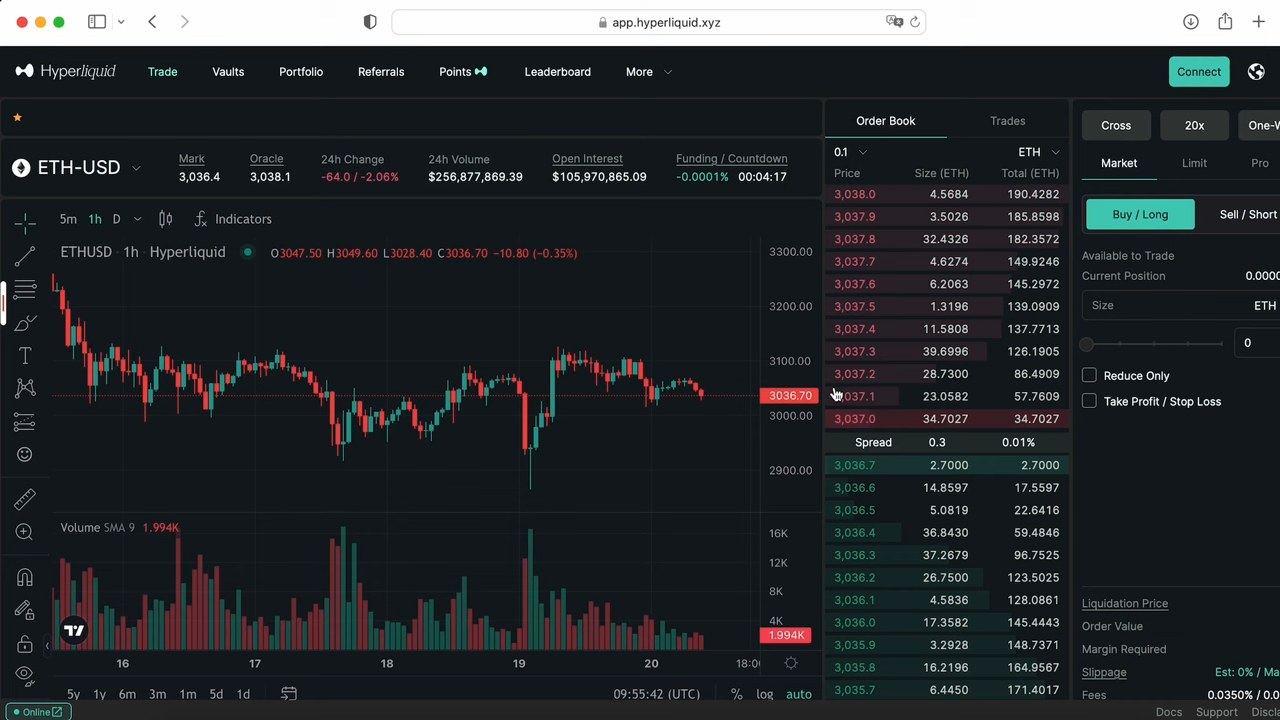 app.hyperliquid.xyz
Hyperliquid Trade Vaults Portfolio Referrals Points Leaderboard More Connect
ETH-USD
Mark Oracle 24h Change 24h Volume Open Interest Funding / Countdown
3,036.4 3,038.1 -64.0 / -2.06% $256,877,869.39 $105,970,865.09 -0.0001% 00:04:17
5m 1h D Indicators
ETHUSD · 1h · Hyperliquid O3047.50 H3049.60 L3028.40 C3036.70 -10.80 (-0.35%)
3300.00
3200.00
3100.00
3036.70
3000.00
2900.00
Volume SMA 9 1.994K
16K
12K
8K
4K
1.994K
16 17 18 19 20 18:0
5y 1y 6m 3m 1m 5d 1d 09:55:42 (UTC) % log auto
Online
Order Book Trades
0.1 ETH
Price Size (ETH) Total (ETH)
3,038.0 4.5684 190.4282
3,037.9 3.5026 185.8598
3,037.8 32.4326 182.3572
3,037.7 4.6274 149.9246
3,037.6 6.2063 145.2972
3,037.5 1.3196 139.0909
3,037.4 11.5808 137.7713
3,037.3 39.6996 126.1905
3,037.2 28.7300 86.4909
037.1 23.0582 57.7609
3,037.0 34.7027 34.7027
Spread 0.3 0.01%
3,036.7 2.7000 2.7000
3,036.6 14.8597 17.5597
3,036.5 5.0819 22.6416
3,036.4 36.8430 59.4846
3,036.3 37.2679 96.7525
3,036.2 26.7500 123.5025
3,036.1 4.5836 128.0861
3,036.0 17.3582 145.4443
3,035.9 3.2928 148.7371
3,035.8 16.2196 164.9567
3,035.7 6.4450 171.4017
Cross 20x One-W
Market Limit Pro
Buy / Long Sell / Short
Available to Trade
Current Position 0.0000
Size ETH
0
Reduce Only
Take Profit / Stop Loss
Liquidation Price
Order Value
Margin Required
Slippage Est: 0% / Ma
Fees 0.0350% / 0.0
Docs Support Discla